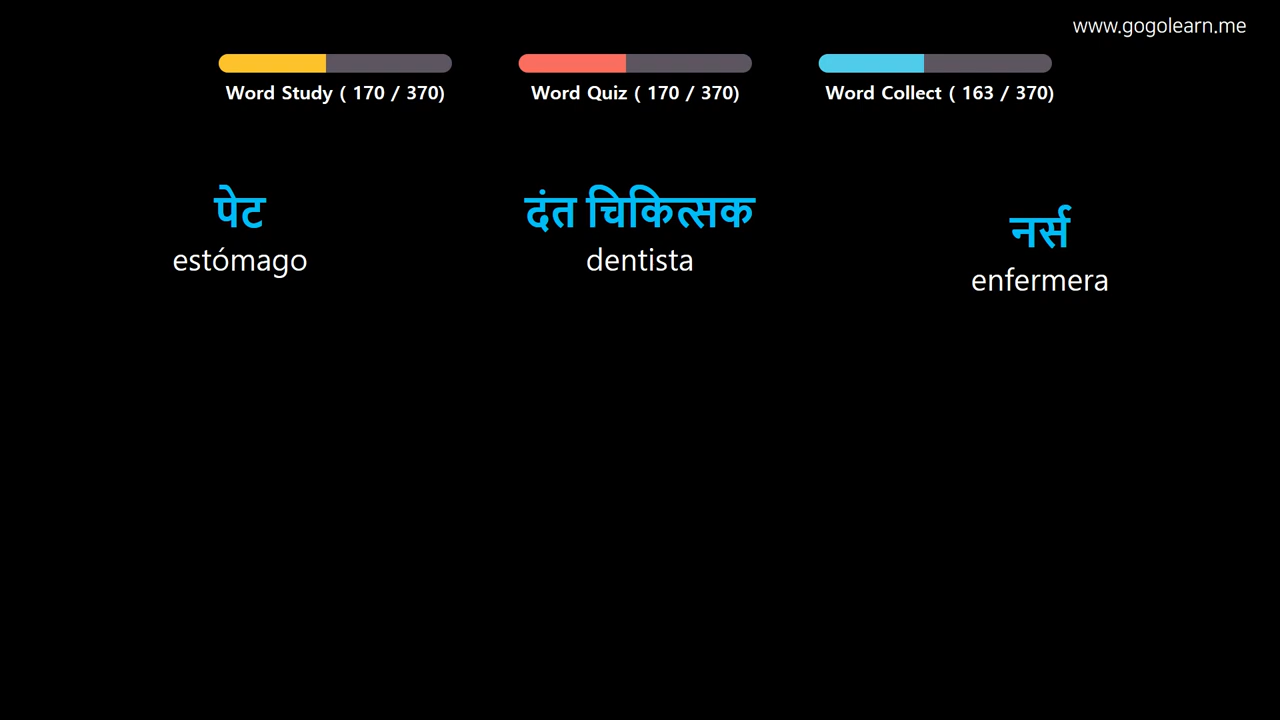 www.gogolearn.me
Word Study ( 170 / 370)
Word Quiz ( 170 / 370)
Word Collect ( 163 / 370)
पेट
estómago
दंत चिकित्सक
dentista
नर्स
enfermera